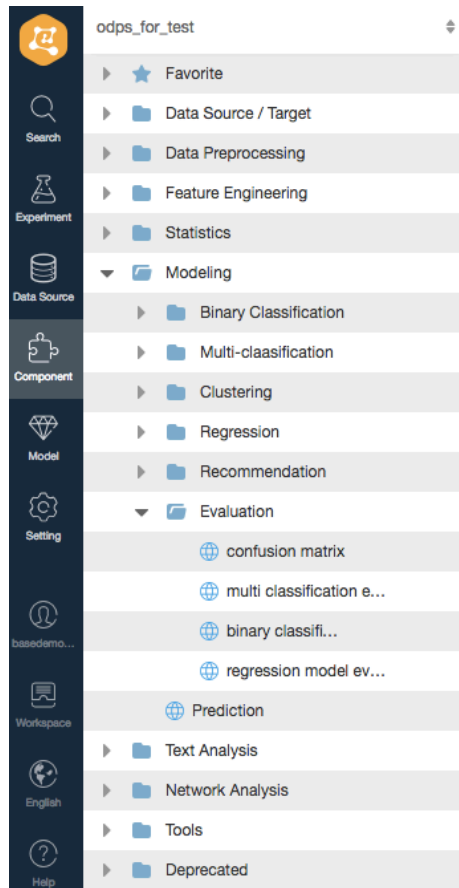 odps_for_test
Favorite
Data Source / Target
Data Preprocessing
Feature Engineering
Statistics
Modeling
Binary Classification
Multi-claasification
Clustering
Regression
Recommendation
Evaluation
confusion matrix
multi classification e...
binary classifi...
regression model ev...
Prediction
Text Analysis
Network Analysis
Tools
Deprecated
Search
Experiment
Data Source
Component
Model
Setting
basedemo...
Workspace
English
Help